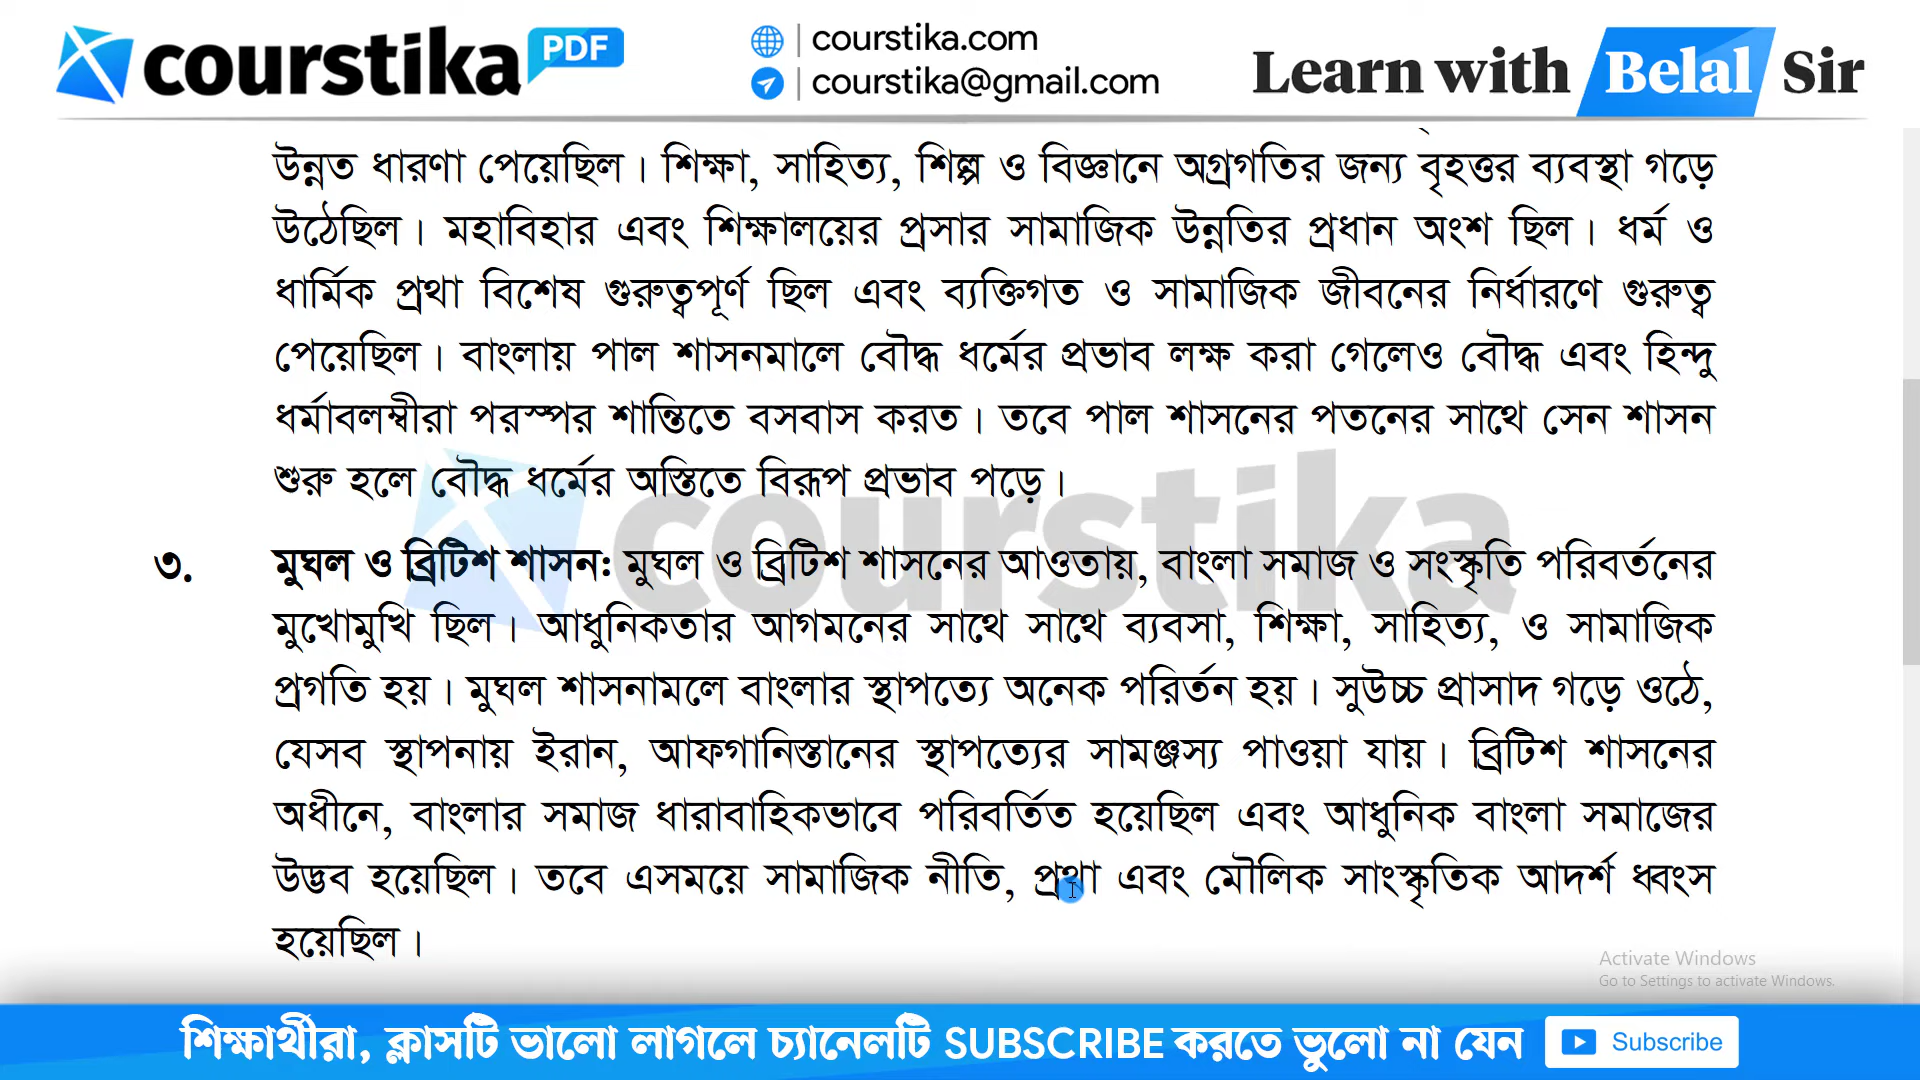 courstika PDF
courstika.com
courstika@gmail.com
Learn with Belal Sir
উন্নত ধারণা পেয়েছিল। শিক্ষা, সাহিত্য, শিল্প ও বিজ্ঞানে অগ্রগতির জন্য বৃহত্তর ব্যবস্থা গড়ে
উঠেছিল। মহাবিহার এবং শিক্ষালয়ের প্রসার সামাজিক উন্নতির প্রধান অংশ ছিল। ধর্ম ও
ধার্মিক প্রথা বিশেষ গুরুত্বপূর্ণ ছিল এবং ব্যক্তিগত ও সামাজিক জীবনের নির্ধারণে গুরুত্ব
পেয়েছিল। বাংলায় পাল শাসনমালে বৌদ্ধ ধর্মের প্রভাব লক্ষ করা গেলেও বৌদ্ধ এবং হিন্দু
ধর্মাবলম্বীরা পরস্পর শান্তিতে বসবাস করত। তবে পাল শাসনের পতনের সাথে সেন শাসন
শুরু হলে বৌদ্ধ ধর্মের অস্তিতে বিরূপ প্রভাব পড়ে।
courstika
৩. মুঘল ও ব্রিটিশ শাসন: মুঘল ও ব্রিটিশ শাসনের আওতায়, বাংলা সমাজ ও সংস্কৃতি পরিবর্তনের
মুখোমুখি ছিল। আধুনিকতার আগমনের সাথে সাথে ব্যবসা, শিক্ষা, সাহিত্য, ও সামাজিক
প্রগতি হয়। মুঘল শাসনামলে বাংলার স্থাপত্যে অনেক পরির্তন হয়। সুউচ্চ প্রাসাদ গড়ে ওঠে,
যেসব স্থাপনায় ইরান, আফগানিস্তানের স্থাপত্যের সামঞ্জস্য পাওয়া যায়। ব্রিটিশ শাসনের
অধীনে, বাংলার সমাজ ধারাবাহিকভাবে পরিবর্তিত হয়েছিল এবং আধুনিক বাংলা সমাজের
উদ্ভব হয়েছিল। তবে এসময়ে সামাজিক নীতি, প্রথা এবং মৌলিক সাংস্কৃতিক আদর্শ ধ্বংস
হয়েছিল।
Activate Windows
Go to Settings to activate Windows.
শিক্ষার্থীরা, ক্লাসটি ভালো লাগলে চ্যানেলটি SUBSCRIBE করতে ভুলো না যেন
Subscribe